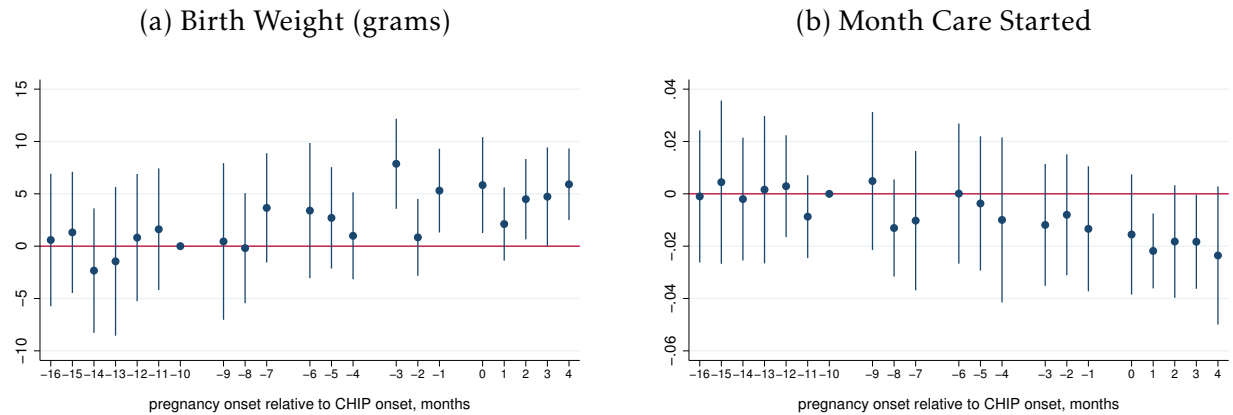 (a) Birth Weight (grams)
15
10
5
0
−5
−10
−16 −15 −14 −13 −12 −11 −10 −9 −8 −7 −6 −5 −4 −3 −2 −1 0 1 2 3 4
pregnancy onset relative to CHIP onset, months
(b) Month Care Started
.04
.02
0
−.02
−.04
−.06
−16 −15 −14 −13 −12 −11 −10 −9 −8 −7 −6 −5 −4 −3 −2 −1 0 1 2 3 4
pregnancy onset relative to CHIP onset, months